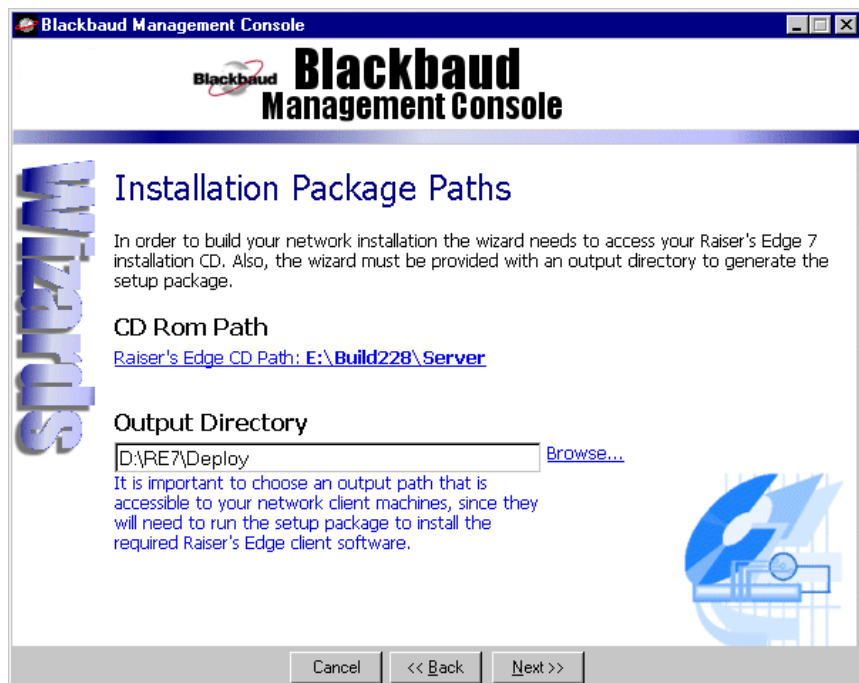 Blackbaud Management Console
Blackbaud Blackbaud
Management Console
Wizards
Installation Package Paths
In order to build your network installation the wizard needs to access your Raiser's Edge 7
installation CD. Also, the wizard must be provided with an output directory to generate the
setup package.
CD Rom Path
Raiser's Edge CD Path: E:\Build228\Server
Output Directory
D:\RE7\Deploy Browse...
It is important to choose an output path that is
accessible to your network client machines, since they
will need to run the setup package to install the
required Raiser's Edge client software.
Cancel << Back Next >>